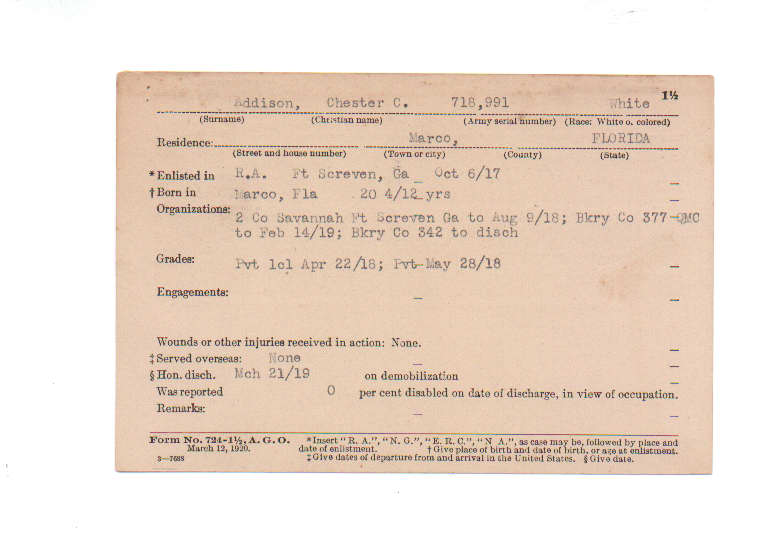 Addison, Chester C. 718,991 White 1½
(Surname) (Christian name) (Army serial number) (Race: White or colored)
Residence: Marco, FLORIDA
(Street and house number) (Town or city) (County) (State)
*Enlisted in R.A. Ft Screven, Ga Oct 6/17
†Born in Marco, Fla 20 4/12 yrs
Organizations: 2 Co Savannah Ft Screven Ga to Aug 9/18; Bkry Co 377 QMC
to Feb 14/19; Bkry Co 342 to disch
Grades: Pvt 1cl Apr 22/18; Pvt May 28/18
Engagements:
Wounds or other injuries received in action: None.
‡Served overseas: None
§Hon. disch. Mch 21/19 on demobilization
Was reported 0 per cent disabled on date of discharge, in view of occupation.
Remarks:
Form No. 724-1½, A. G. O. *Insert "R. A.", "N. G.", "E. R. C.", "N A.", as case may be, followed by place and
March 12, 1920. date of enlistment. †Give place of birth and date of birth, or age at enlistment.
3—7688 ‡Give dates of departure from and arrival in the United States. §Give date.